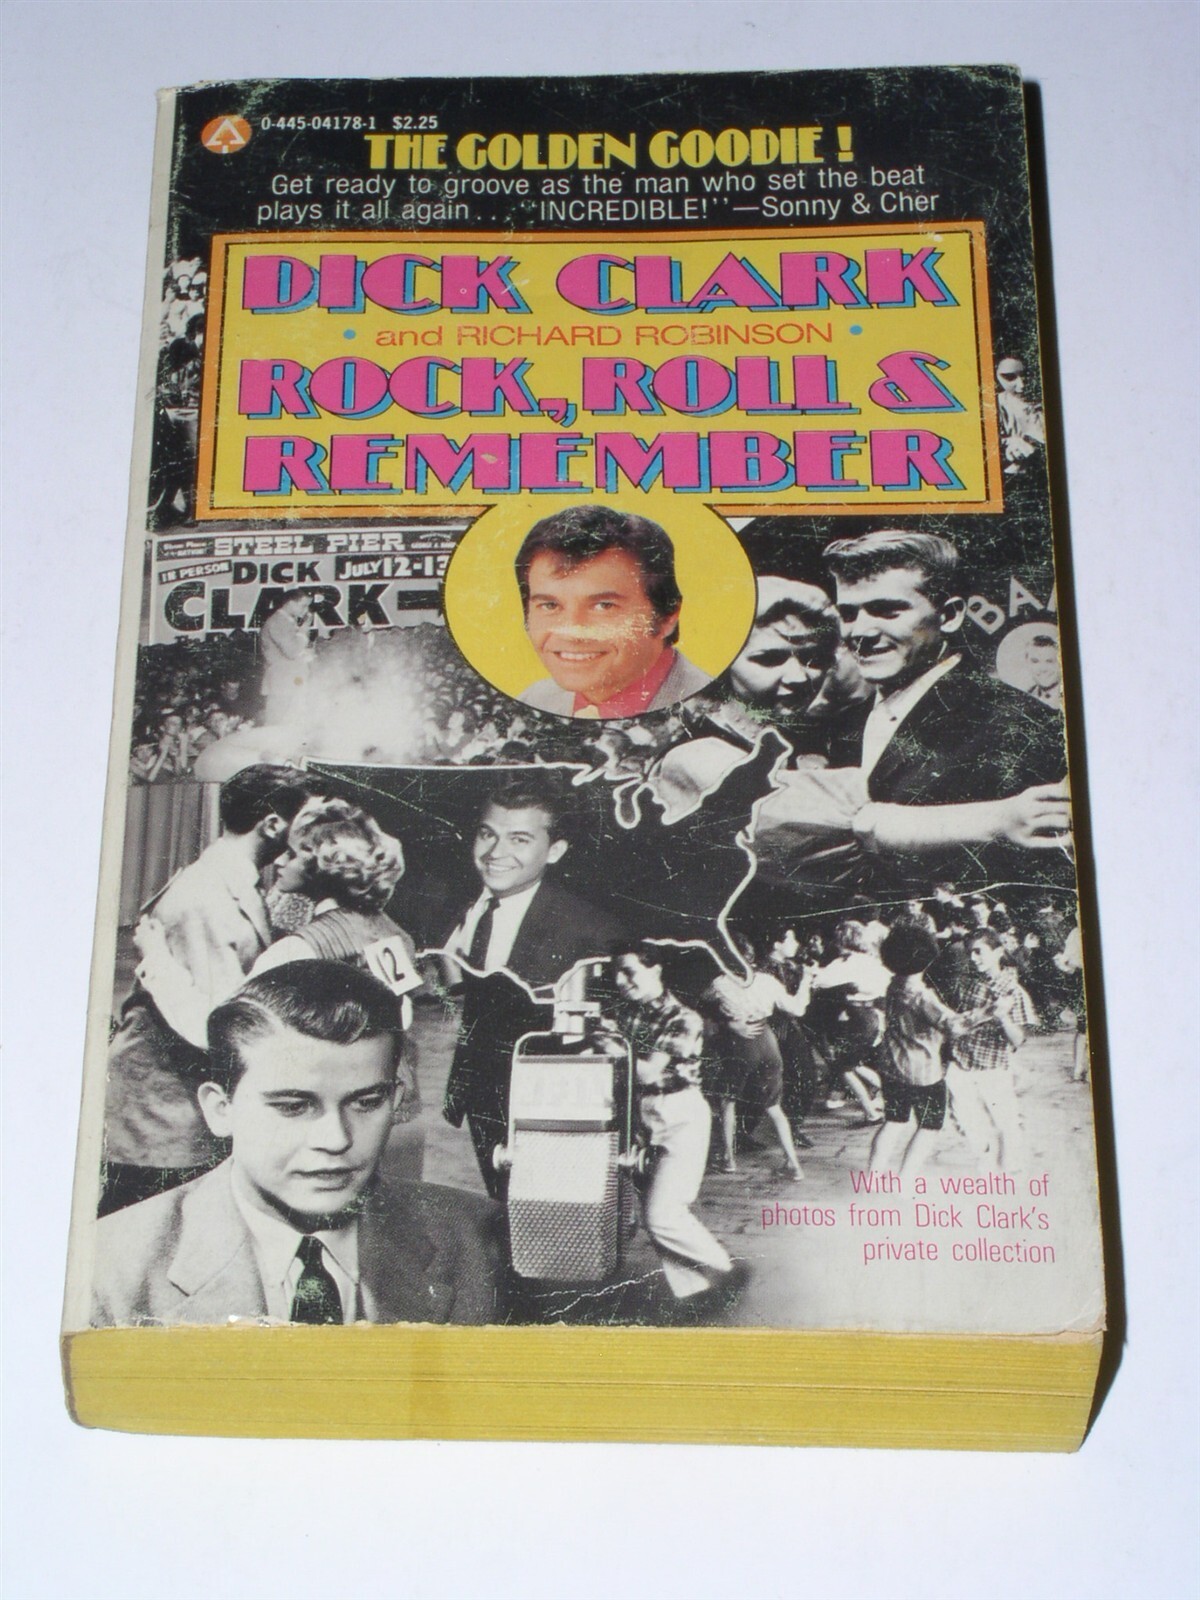 0-445-04178-1 $2.25
THE GOLDEN GOODIE!
Get ready to groove as the man who set the beat
plays it all again... "INCREDIBLE!"—Sonny & Cher
DICK CLARK
• and RICHARD ROBINSON •
ROCK, ROLL &
REMEMBER
STEEL PIER
IN PERSON DICK JULY 12-13
CLARK
BA
12
With a wealth of
photos from Dick Clark's
private collection